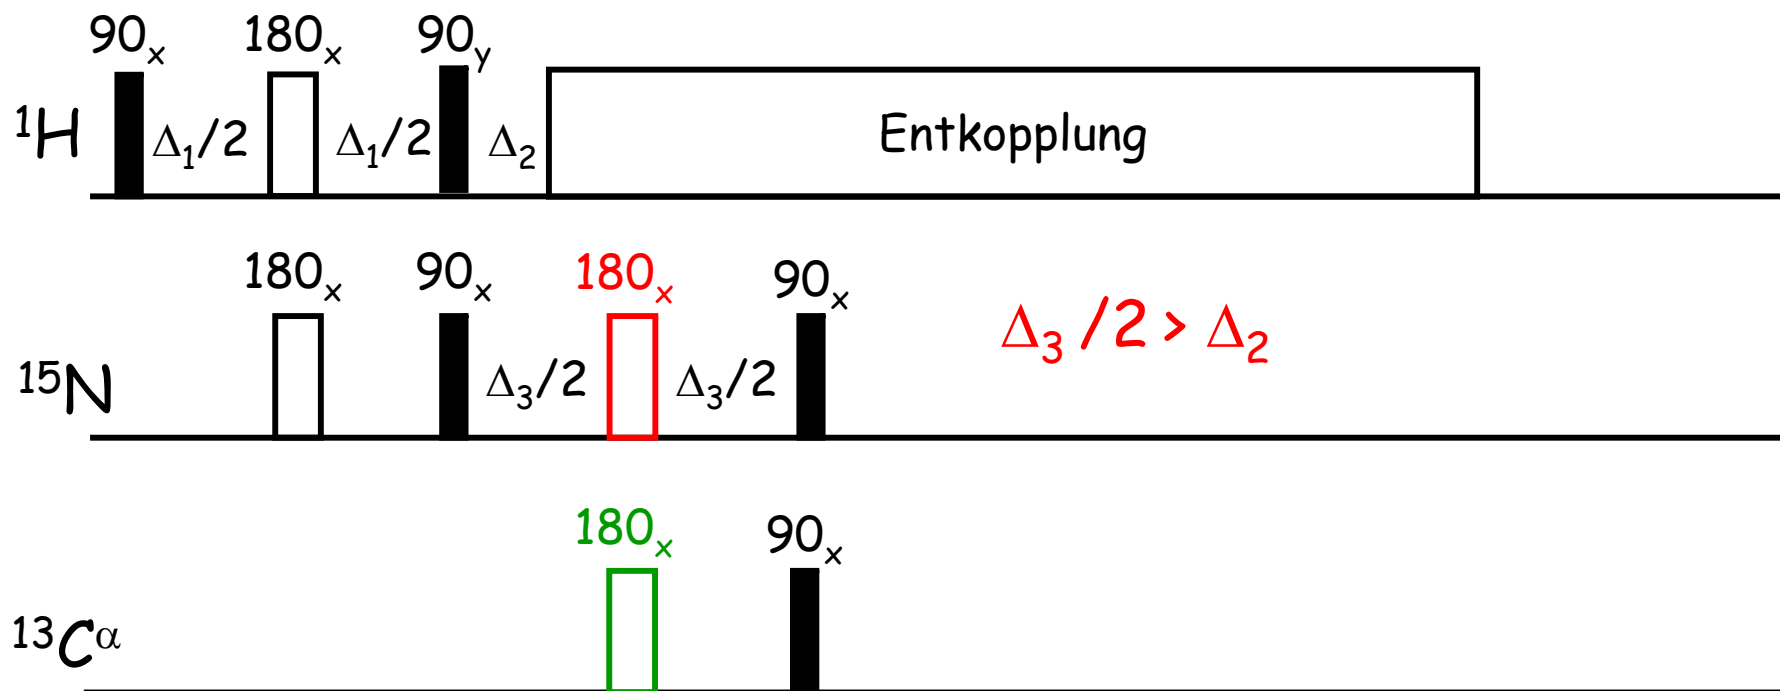 90x 180x 90y
¹H Δ₁/2 Δ₁/2 Δ₂ Entkopplung
180x 90x 180x 90x
¹⁵N Δ₃/2 Δ₃/2 Δ₃/2 > Δ₂
180x 90x
¹³Cα